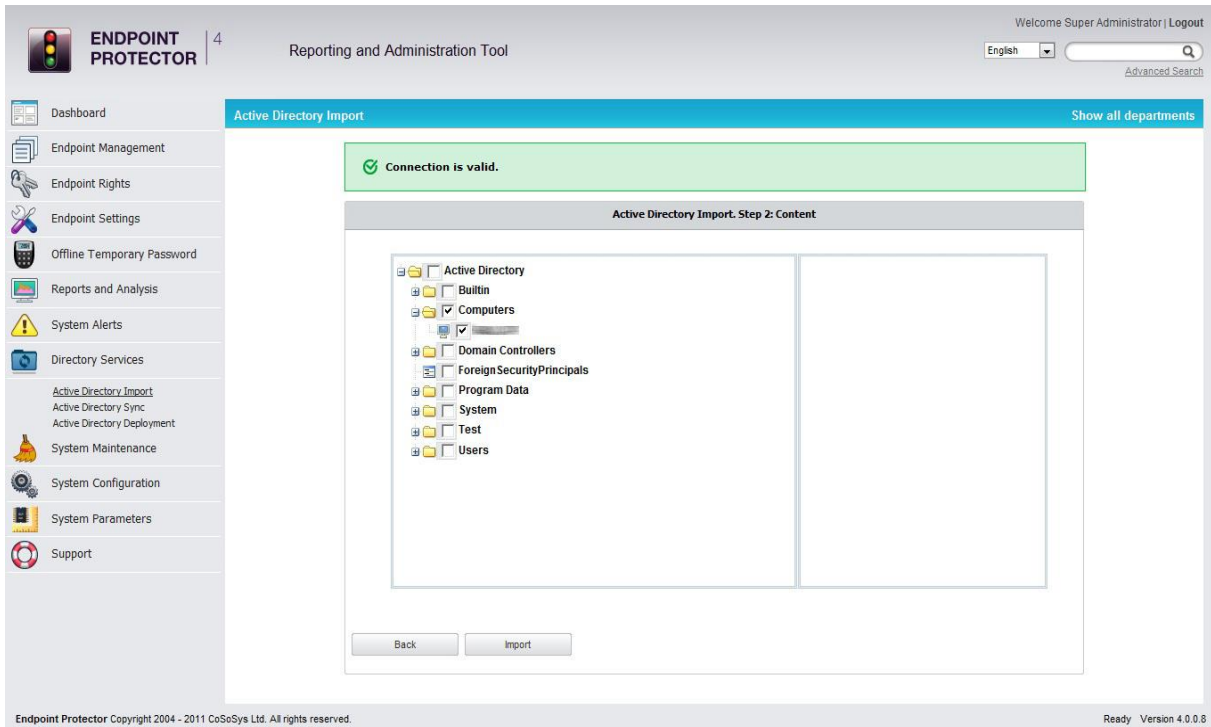 Welcome Super Administrator | Logout
ENDPOINT PROTECTOR 4
Reporting and Administration Tool
English
Advanced Search
Dashboard
Endpoint Management
Endpoint Rights
Endpoint Settings
Offline Temporary Password
Reports and Analysis
System Alerts
Directory Services
Active Directory Import
Active Directory Sync
Active Directory Deployment
System Maintenance
System Configuration
System Parameters
Support
Active Directory Import
Show all departments
Connection is valid.
Active Directory Import. Step 2: Content
Active Directory
Builtin
Computers
Domain Controllers
ForeignSecurityPrincipals
Program Data
System
Test
Users
Back
Import
Endpoint Protector Copyright 2004 - 2011 CoSoSys Ltd. All rights reserved.
Ready Version 4.0.0.8